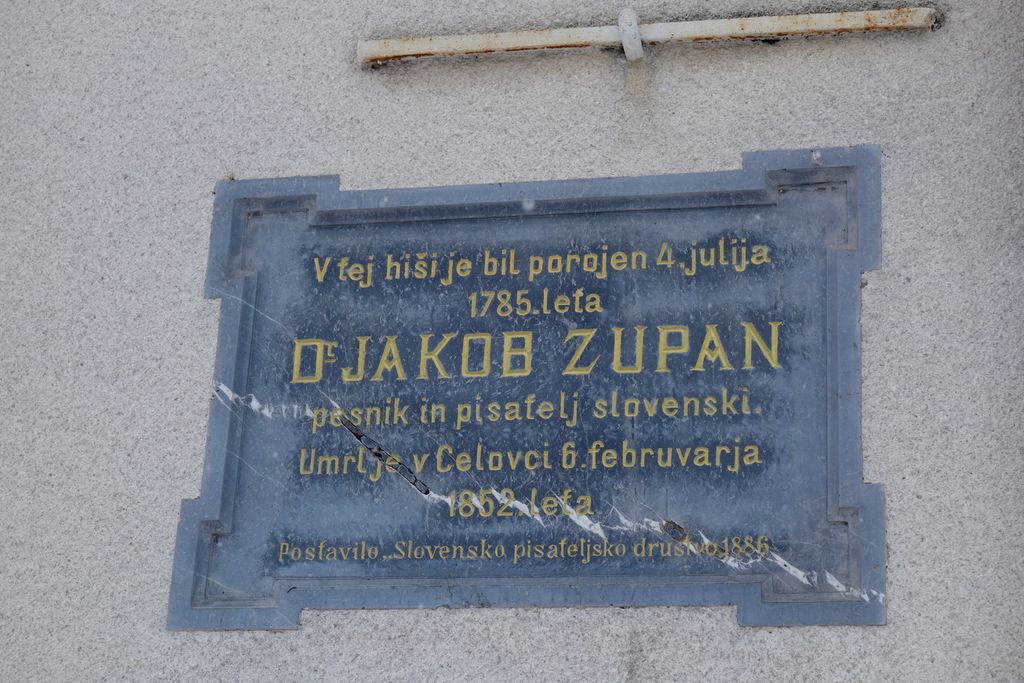 V tej hiši je bil porojen 4. julija
1785. leta
Dr. JAKOB ZUPAN
pesnik in pisatelj slovenski.
Umrl je v Celovci 6. februvarja
1852. leta
Postavilo „Slovensko pisateljsko društvo 1886